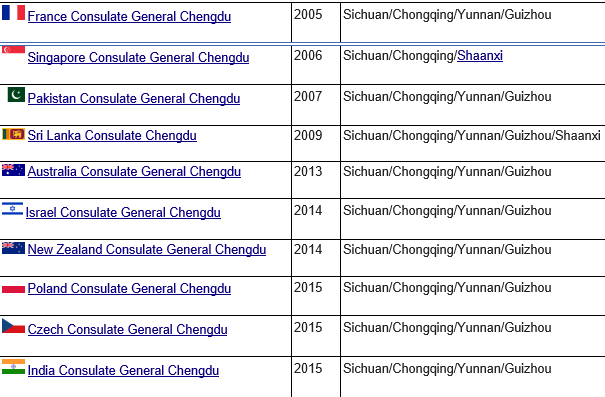 France Consulate General Chengdu 2005 Sichuan/Chongqing/Yunnan/Guizhou
Singapore Consulate General Chengdu 2006 Sichuan/Chongqing/Shaanxi
Pakistan Consulate General Chengdu 2007 Sichuan/Chongqing/Yunnan/Guizhou
Sri Lanka Consulate Chengdu 2009 Sichuan/Chongqing/Yunnan/Guizhou/Shaanxi
Australia Consulate General Chengdu 2013 Sichuan/Chongqing/Yunnan/Guizhou
Israel Consulate General Chengdu 2014 Sichuan/Chongqing/Yunnan/Guizhou
New Zealand Consulate General Chengdu 2014 Sichuan/Chongqing/Yunnan/Guizhou
Poland Consulate General Chengdu 2015 Sichuan/Chongqing/Yunnan/Guizhou
Czech Consulate General Chengdu 2015 Sichuan/Chongqing/Yunnan/Guizhou
India Consulate General Chengdu 2015 Sichuan/Chongqing/Yunnan/Guizhou